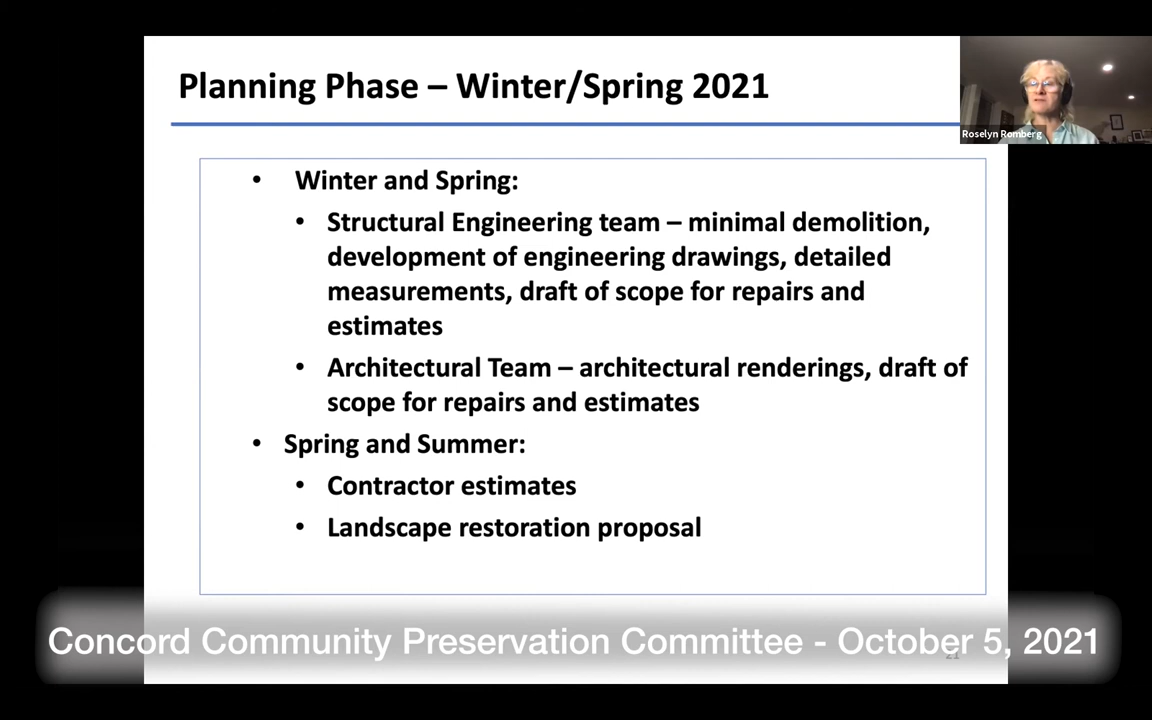 Planning Phase – Winter/Spring 2021
Roselyn Romberg
• Winter and Spring:
• Structural Engineering team – minimal demolition,
development of engineering drawings, detailed
measurements, draft of scope for repairs and
estimates
• Architectural Team – architectural renderings, draft of
scope for repairs and estimates
• Spring and Summer:
• Contractor estimates
• Landscape restoration proposal
Concord Community Preservation Committee - October 5, 2021
21